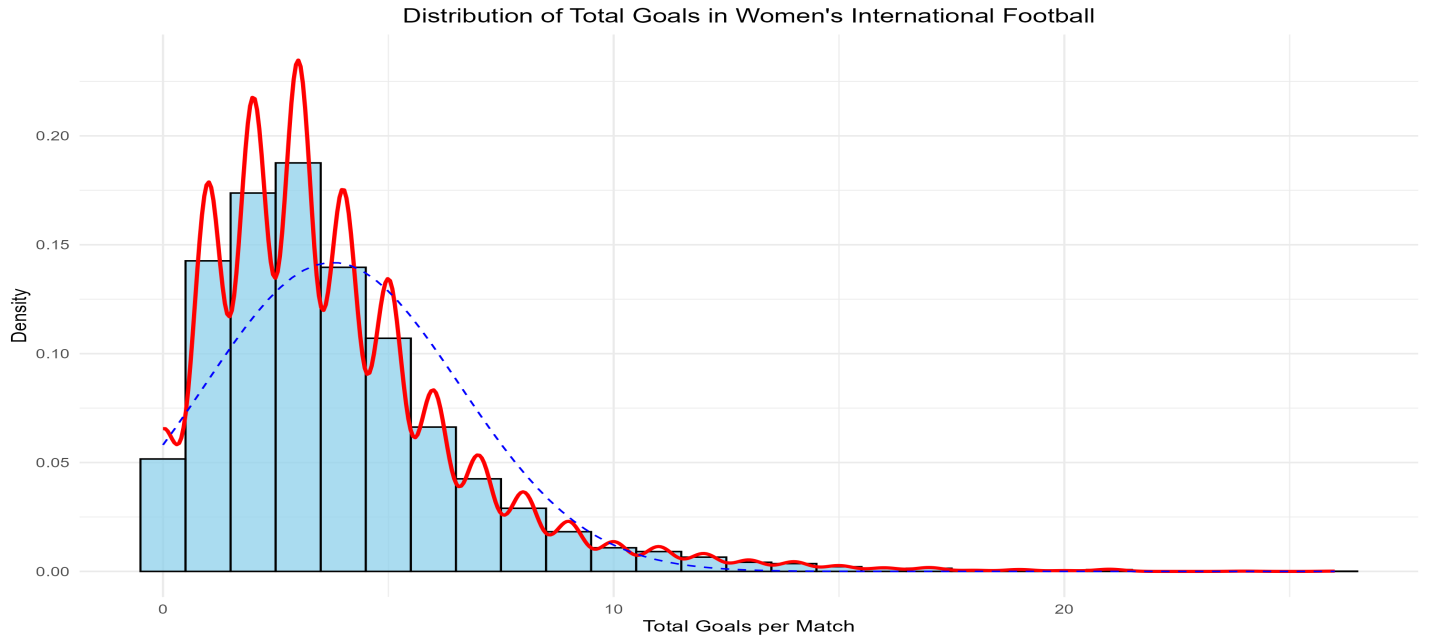 Distribution of Total Goals in Women's International Football
Density
0.20
0.15
0.10
0.05
0.00
0 10 20
Total Goals per Match